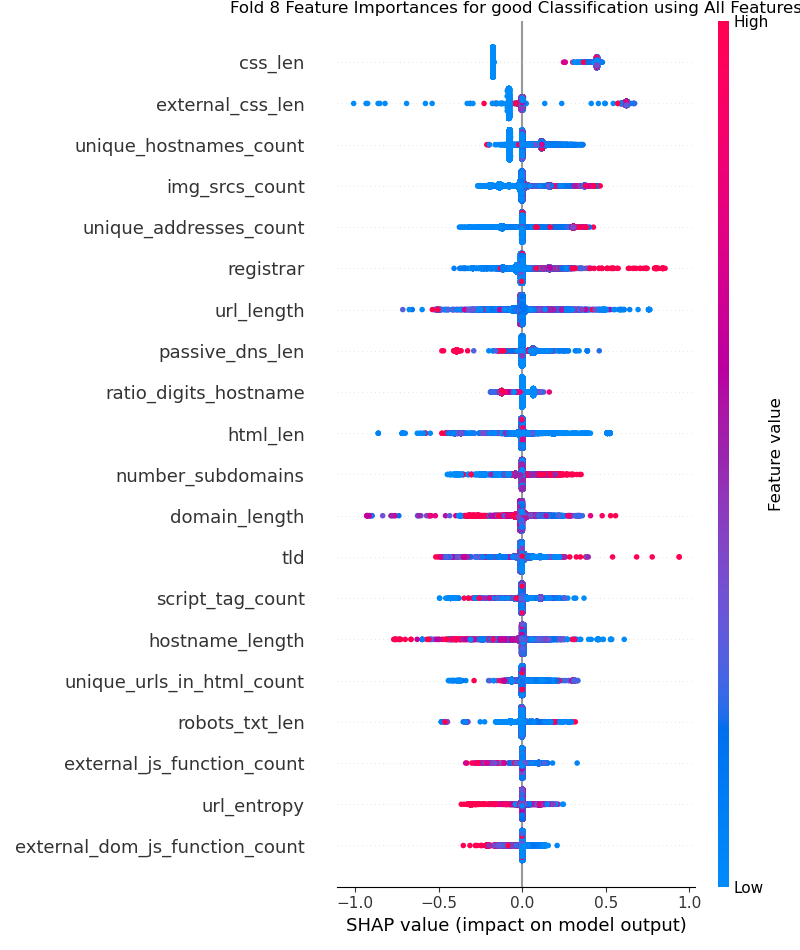 Fold 8 Feature Importances for good Classification using All Features
High
css_len
external_css_len
unique_hostnames_count
img_srcs_count
unique_addresses_count
registrar
url_length
passive_dns_len
ratio_digits_hostname
html_len
number_subdomains
domain_length
tld
script_tag_count
hostname_length
unique_urls_in_html_count
robots_txt_len
external_js_function_count
url_entropy
external_dom_js_function_count
Feature value
Low
−1.0 −0.5 0.0 0.5 1.0
SHAP value (impact on model output)